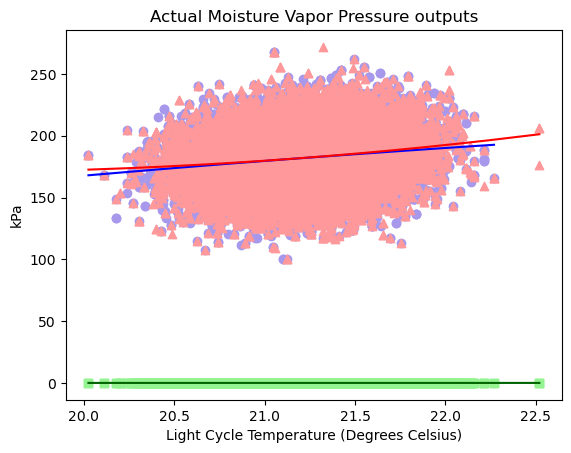 Actual Moisture Vapor Pressure outputs
kPa
250
200
150
100
50
0
20.0 20.5 21.0 21.5 22.0 22.5
Light Cycle Temperature (Degrees Celsius)